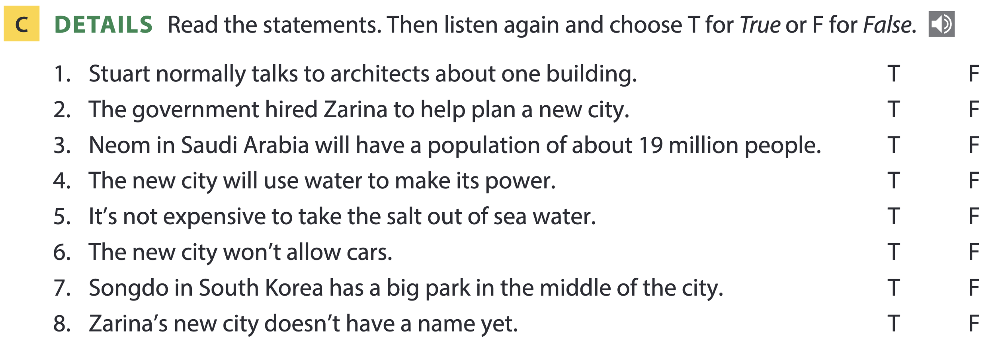 C DETAILS Read the statements. Then listen again and choose T for True or F for False.
1. Stuart normally talks to architects about one building. T F
2. The government hired Zarina to help plan a new city. T F
3. Neom in Saudi Arabia will have a population of about 19 million people. T F
4. The new city will use water to make its power. T F
5. It’s not expensive to take the salt out of sea water. T F
6. The new city won’t allow cars. T F
7. Songdo in South Korea has a big park in the middle of the city. T F
8. Zarina’s new city doesn’t have a name yet. T F